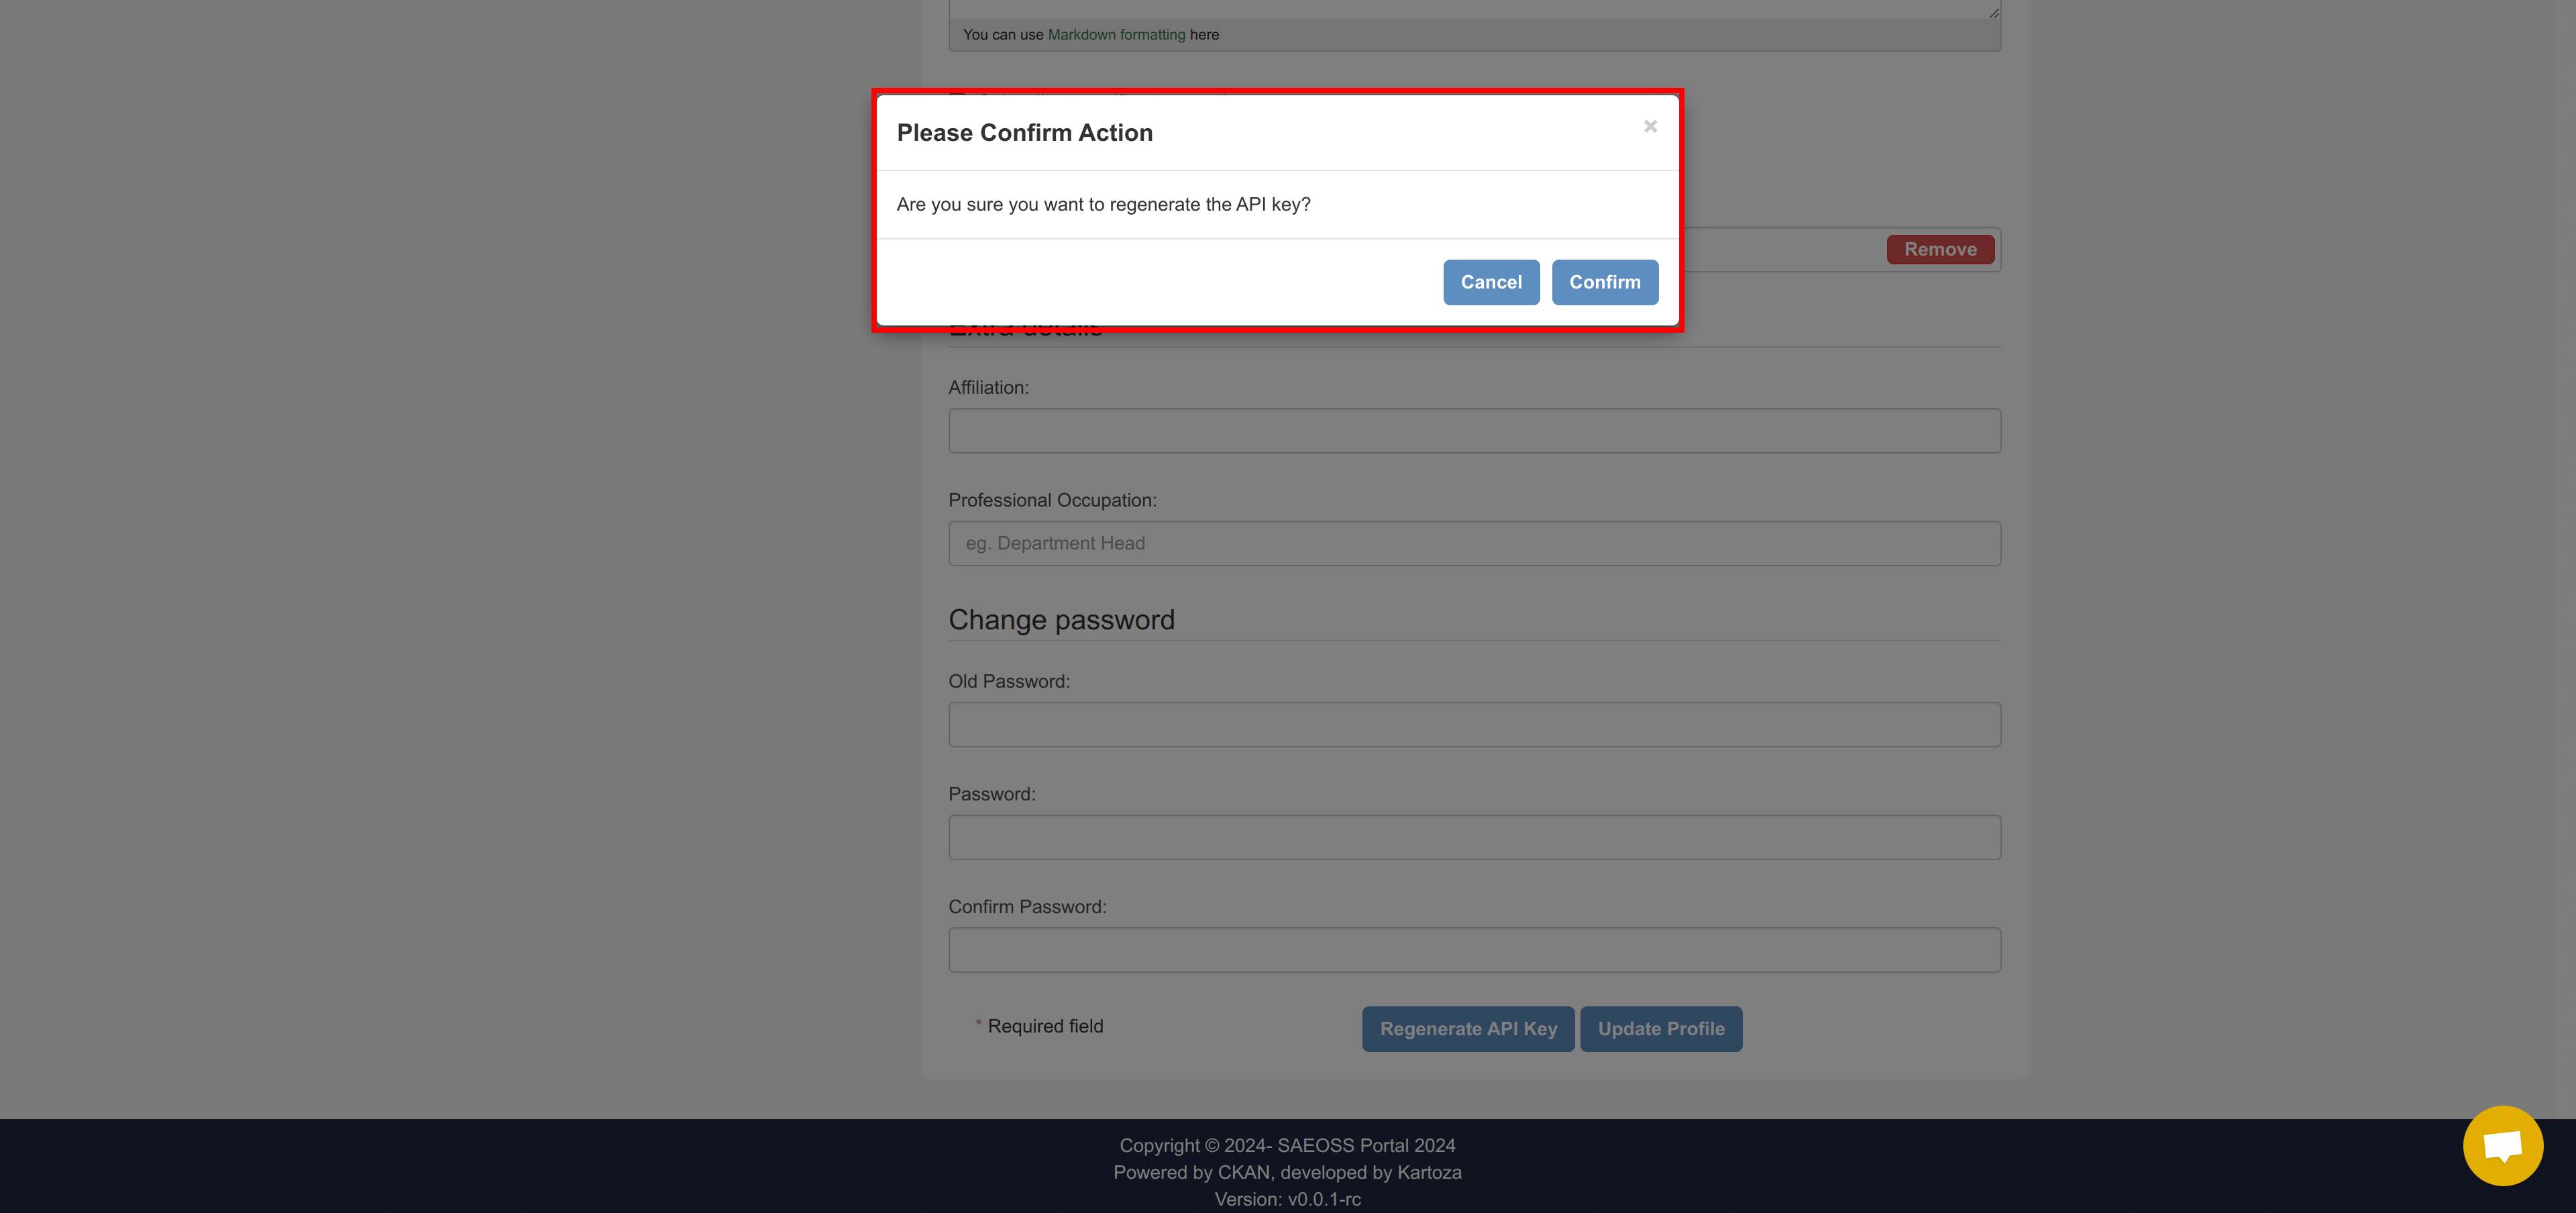 You can use Markdown formatting here
Please Confirm Action
×
Are you sure you want to regenerate the API key?
Remove
Cancel
Confirm
Extra details
Affiliation:
Professional Occupation:
eg. Department Head
Change password
Old Password:
Password:
Confirm Password:
* Required field
Regenerate API Key
Update Profile
Copyright © 2024- SAEOSS Portal 2024
Powered by CKAN, developed by Kartoza
Version: v0.0.1-rc